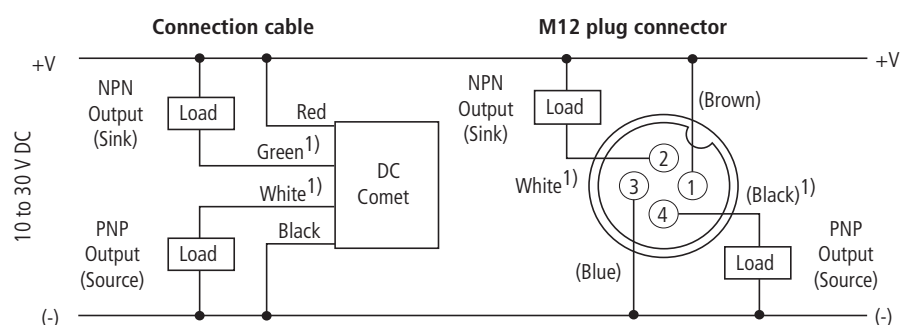 Connection cable
M12 plug connector
+V
+V
NPN
Output
(Sink)
Load
Red
Green1)
White1)
Black
DC
Comet
PNP
Output
(Source)
Load
10 to 30 V DC
(-)
NPN
Output
(Sink)
Load
(Brown)
White1)
2
3
1
4
(Black)1)
(Blue)
Load
PNP
Output
(Source)
(-)